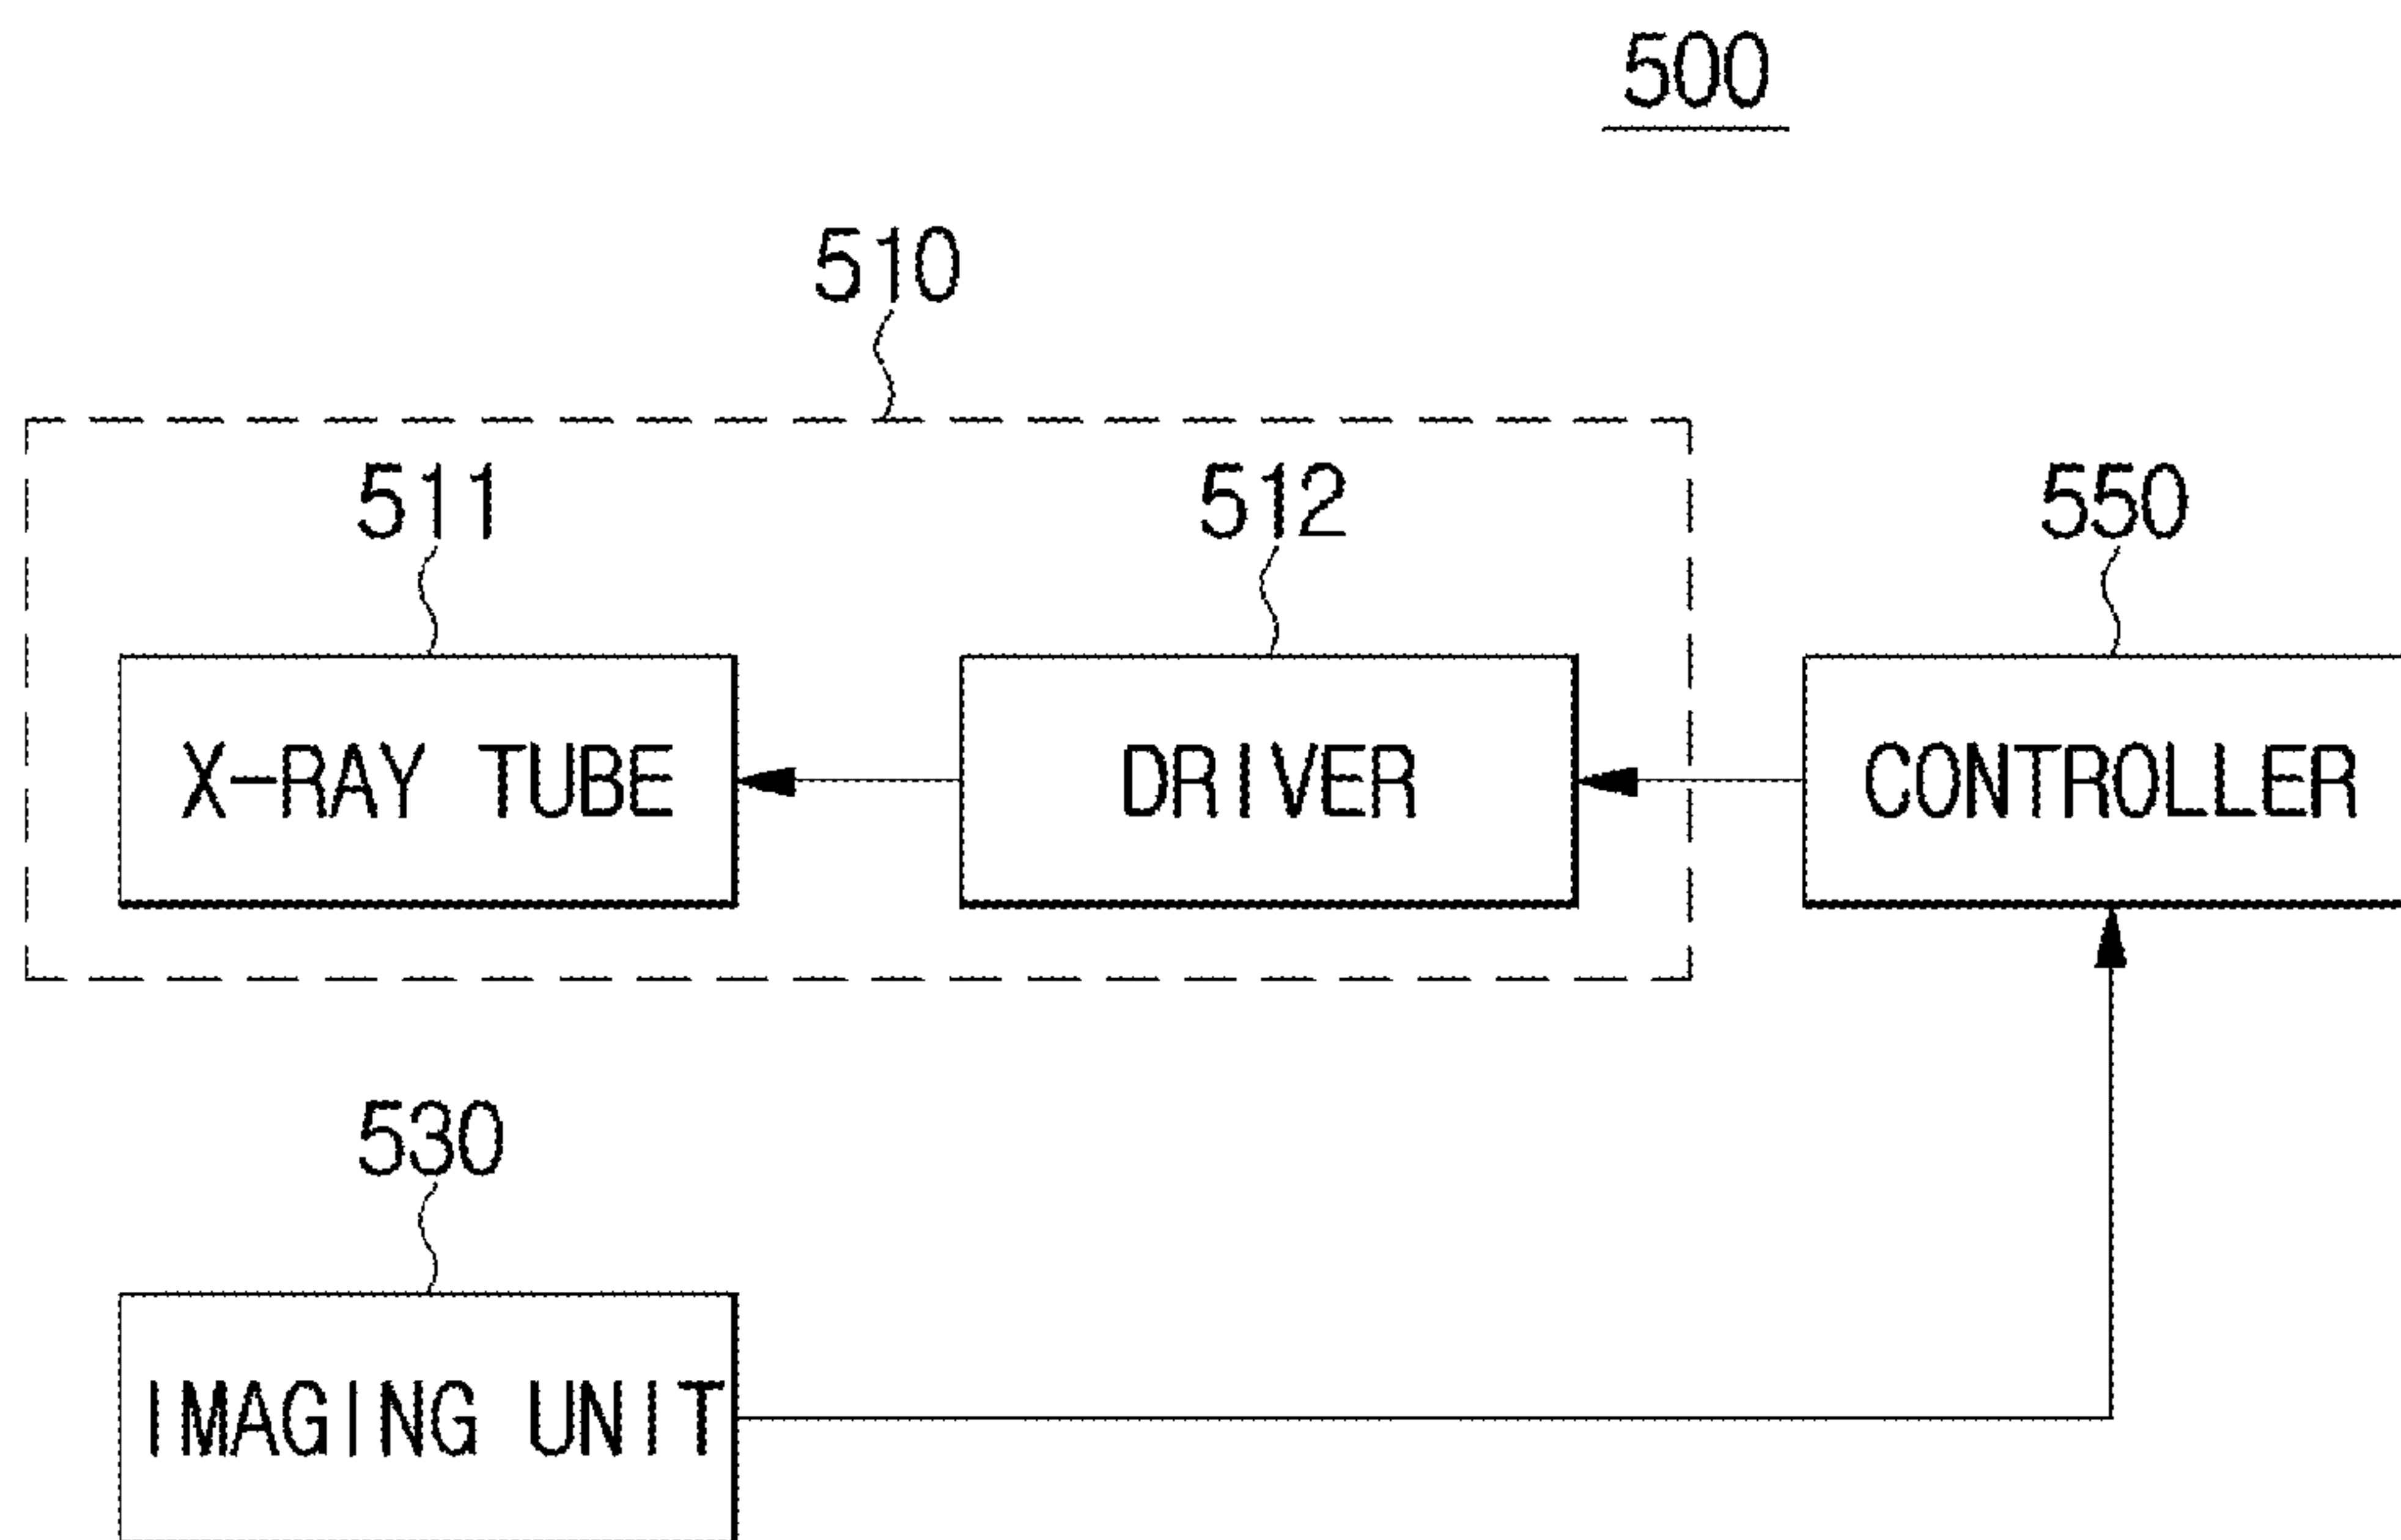 500
510
511 512 550
X-RAY TUBE DRIVER CONTROLLER
530
IMAGING UNIT